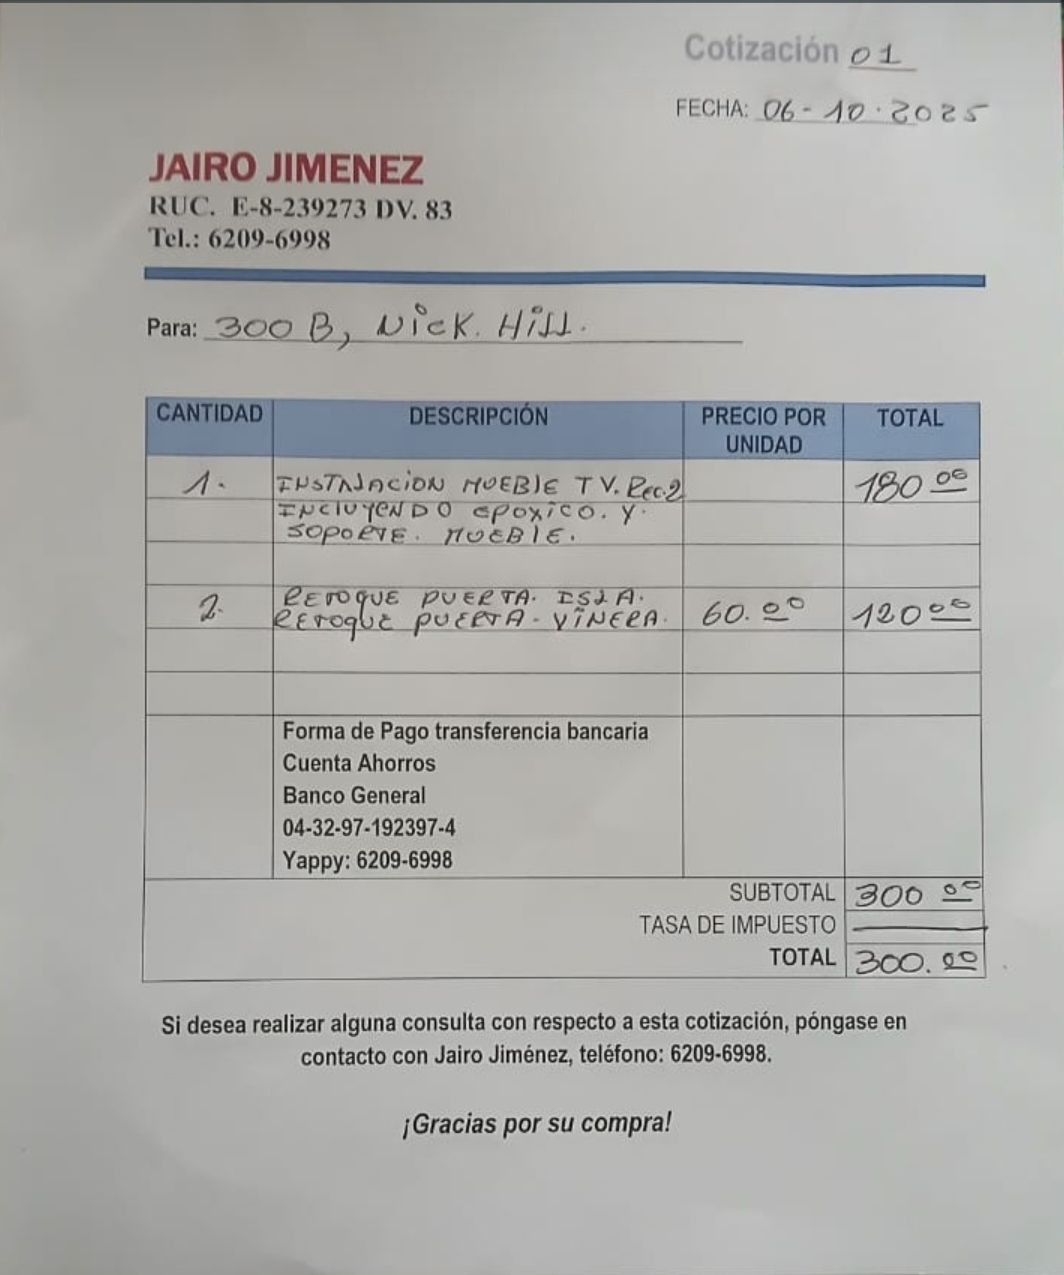 Cotización 01
FECHA: 06-10.2025
JAIRO JIMENEZ
RUC. E-8-239273 DV. 83
Tel.: 6209-6998
Para: 300 B, NicK. Hill.
CANTIDAD DESCRIPCIÓN PRECIO POR UNIDAD TOTAL
1. INSTALACION MUEBLE TV. Rec.2 180.00
INCLUYENDO EPOXICO. Y.
SOPORTE. MUEBLE.
RETOQUE PUERTA. ISLA.
2. RETOQUE PUERTA - VINERA. 60.00 120.00
Forma de Pago transferencia bancaria
Cuenta Ahorros
Banco General
04-32-97-192397-4
Yappy: 6209-6998
SUBTOTAL 300.00
TASA DE IMPUESTO —
TOTAL 300.00
Si desea realizar alguna consulta con respecto a esta cotización, póngase en
contacto con Jairo Jiménez, teléfono: 6209-6998.
¡Gracias por su compra!